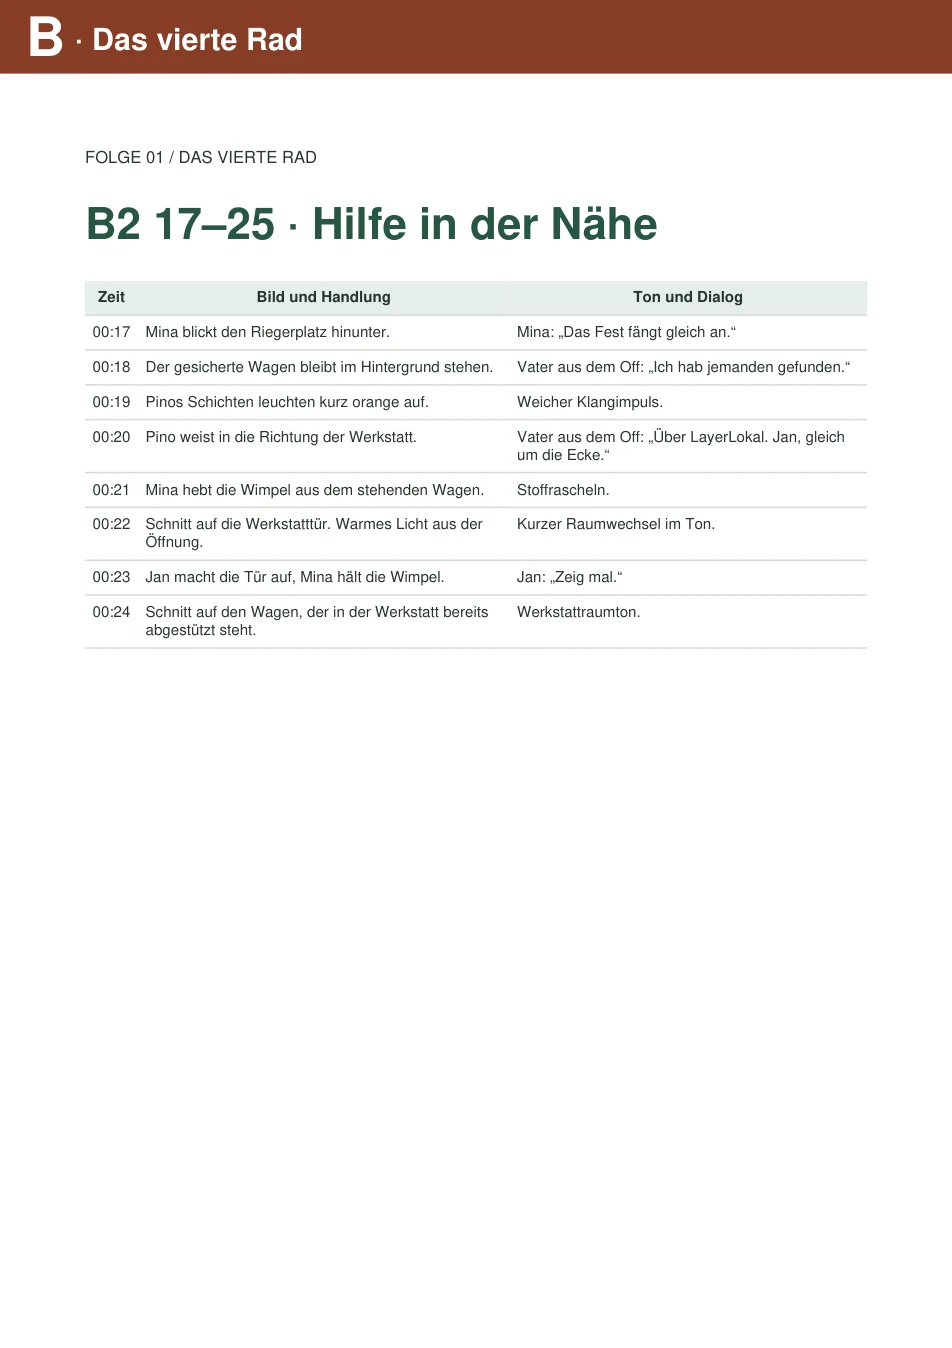 B · Das vierte Rad
FOLGE 01 / DAS VIERTE RAD
B2 17–25 · Hilfe in der Nähe
Zeit Bild und Handlung Ton und Dialog
00:17 Mina blickt den Riegerplatz hinunter. Mina: „Das Fest fängt gleich an.“
00:18 Der gesicherte Wagen bleibt im Hintergrund stehen. Vater aus dem Off: „Ich hab jemanden gefunden.“
00:19 Pinos Schichten leuchten kurz orange auf. Weicher Klangimpuls.
00:20 Pino weist in die Richtung der Werkstatt. Vater aus dem Off: „Über LayerLokal. Jan, gleich
um die Ecke.“
00:21 Mina hebt die Wimpel aus dem stehenden Wagen. Stoffrascheln.
00:22 Schnitt auf die Werkstatttür. Warmes Licht aus der Kurzer Raumwechsel im Ton.
Öffnung.
00:23 Jan macht die Tür auf, Mina hält die Wimpel. Jan: „Zeig mal.“
00:24 Schnitt auf den Wagen, der in der Werkstatt bereits Werkstattraumton.
abgestützt steht.